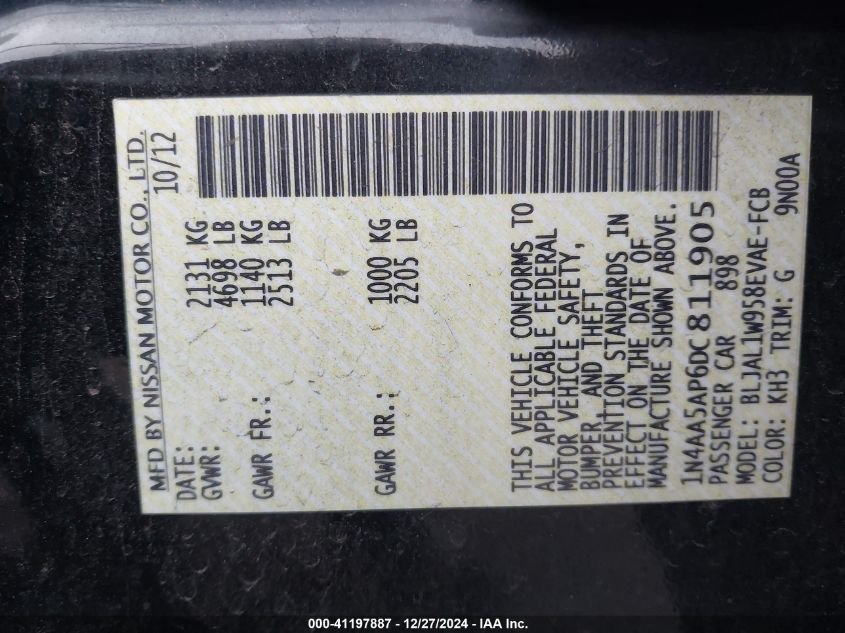 MFD BY NISSAN MOTOR CO., LTD.
DATE: 10/12
GVWR: 2131 KG
4698 LB
GAWR FR.: 1140 KG
2513 LB
GAWR RR.: 1000 KG
2205 LB
THIS VEHICLE CONFORMS TO
ALL APPLICABLE FEDERAL
MOTOR VEHICLE SAFETY,
BUMPER, AND THEFT
PREVENTION STANDARDS IN
EFFECT ON THE DATE OF
MANUFACTURE SHOWN ABOVE.
1N4AA5AP6DC811905
PASSENGER CAR 898
MODEL: BLJAL1W958EVAE-FCB
COLOR: KH3 TRIM: G 9N00A
000-41197887 - 12/27/2024 - IAA Inc.